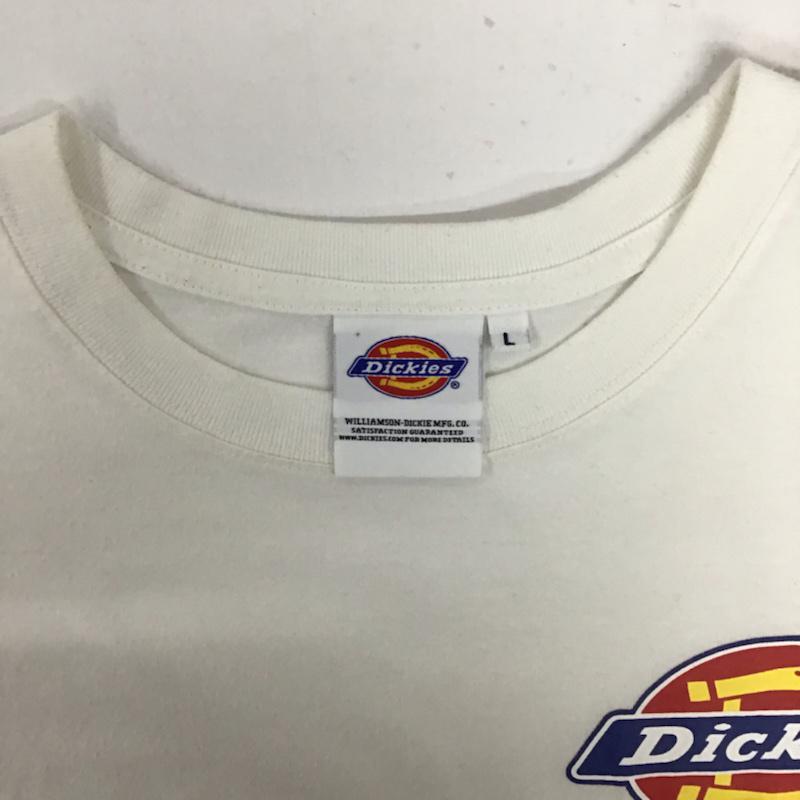 Dickies®
L
WILLIAMSON-DICKIE MFG. CO.
SATISFACTION GUARANTEED
WWW.DICKIES.COM FOR MORE DETAILS
Dick